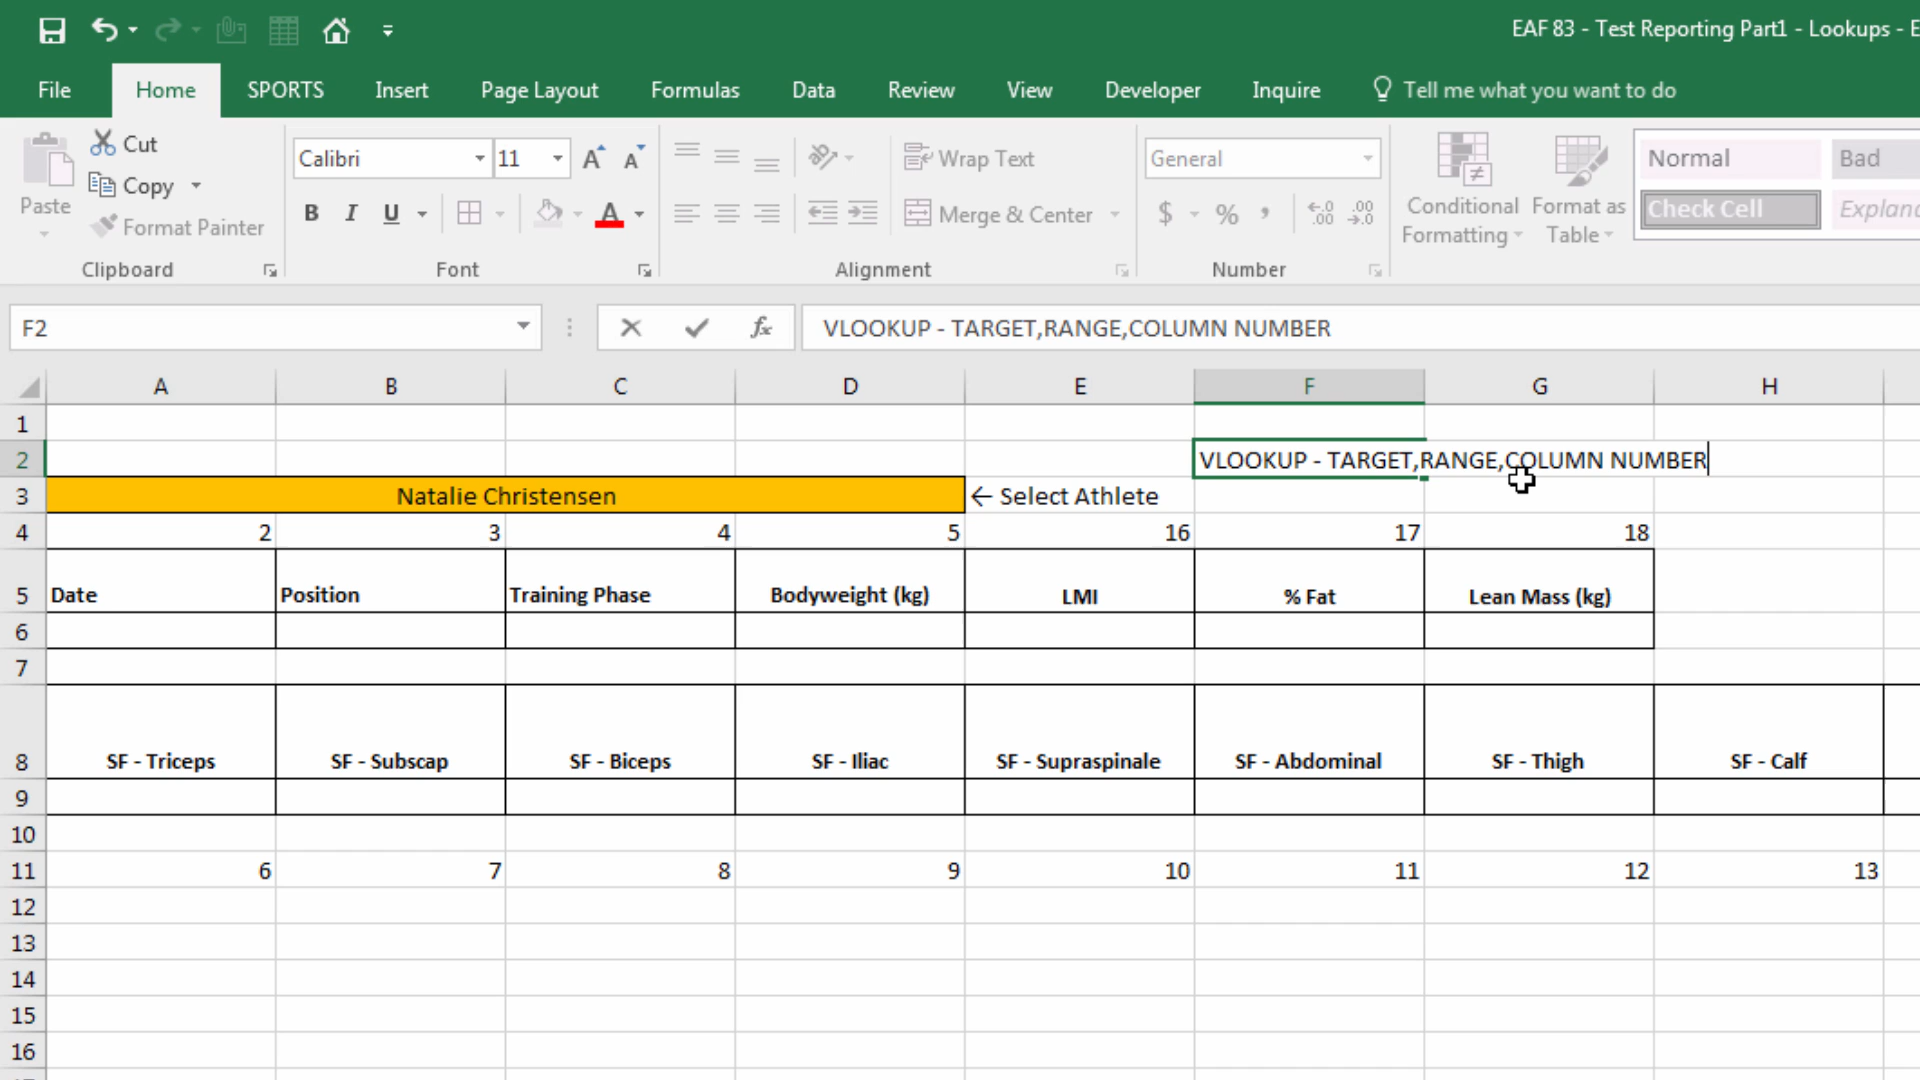 EAF 83 - Test Reporting Part1 - Lookups - E
File Home SPORTS Insert Page Layout Formulas Data Review View Developer Inquire Tell me what you want to do
Paste
Cut
Copy
Format Painter
Clipboard
Calibri 11 A A
B I U A
Font
Wrap Text
Merge & Center
Alignment
General
$ % ,
←.0 .00
.00 →.0
Number
Conditional
Formatting
Format as
Table
Normal Bad
Check Cell Explan
F2 fx VLOOKUP - TARGET,RANGE,COLUMN NUMBER
A B C D E F G H
1
2 VLOOKUP - TARGET,RANGE,COLUMN NUMBER
3 Natalie Christensen ← Select Athlete
4 2 3 4 5 16 17 18
5 Date Position Training Phase Bodyweight (kg) LMI % Fat Lean Mass (kg)
6
7
8 SF - Triceps SF - Subscap SF - Biceps SF - Iliac SF - Supraspinale SF - Abdominal SF - Thigh SF - Calf
9
10
11 6 7 8 9 10 11 12 13
12
13
14
15
16